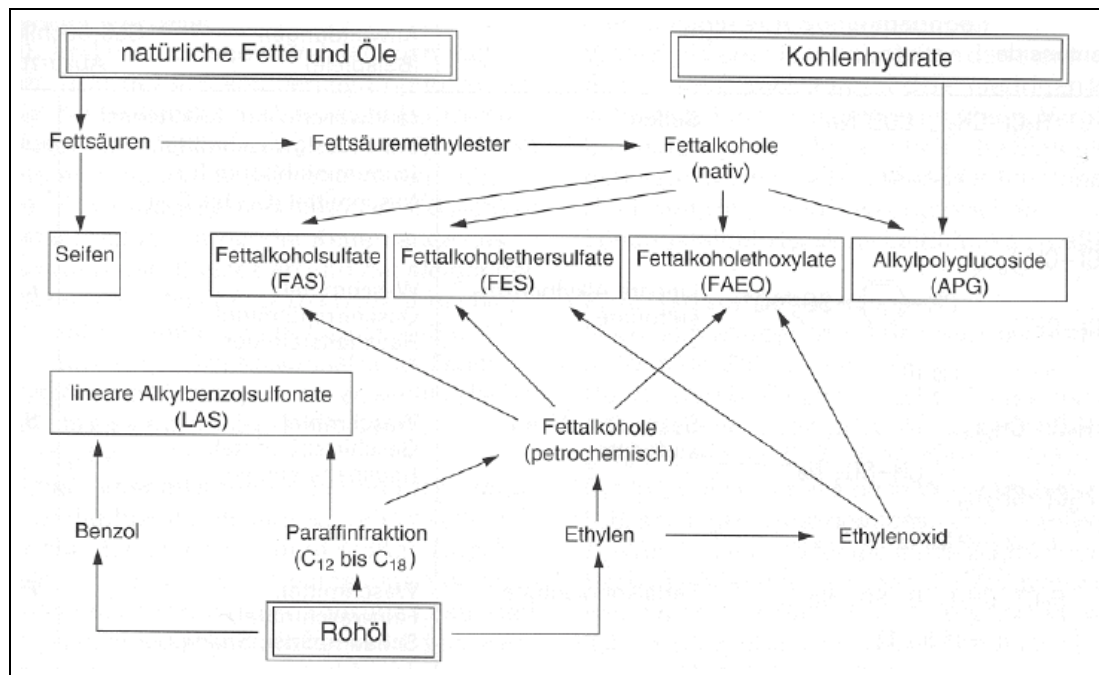 natürliche Fette und Öle
Kohlenhydrate
Fettsäuren
Fettsäuremethylester
Fettalkohole
(nativ)
Seifen
Fettalkoholsulfate
(FAS)
Fettalkoholethersulfate
(FES)
Fettalkoholethoxylate
(FAEO)
Alkylpolyglucoside
(APG)
lineare Alkylbenzolsulfonate
(LAS)
Fettalkohole
(petrochemisch)
Benzol
Paraffinfraktion
(C12 bis C18)
Ethylen
Ethylenoxid
Rohöl